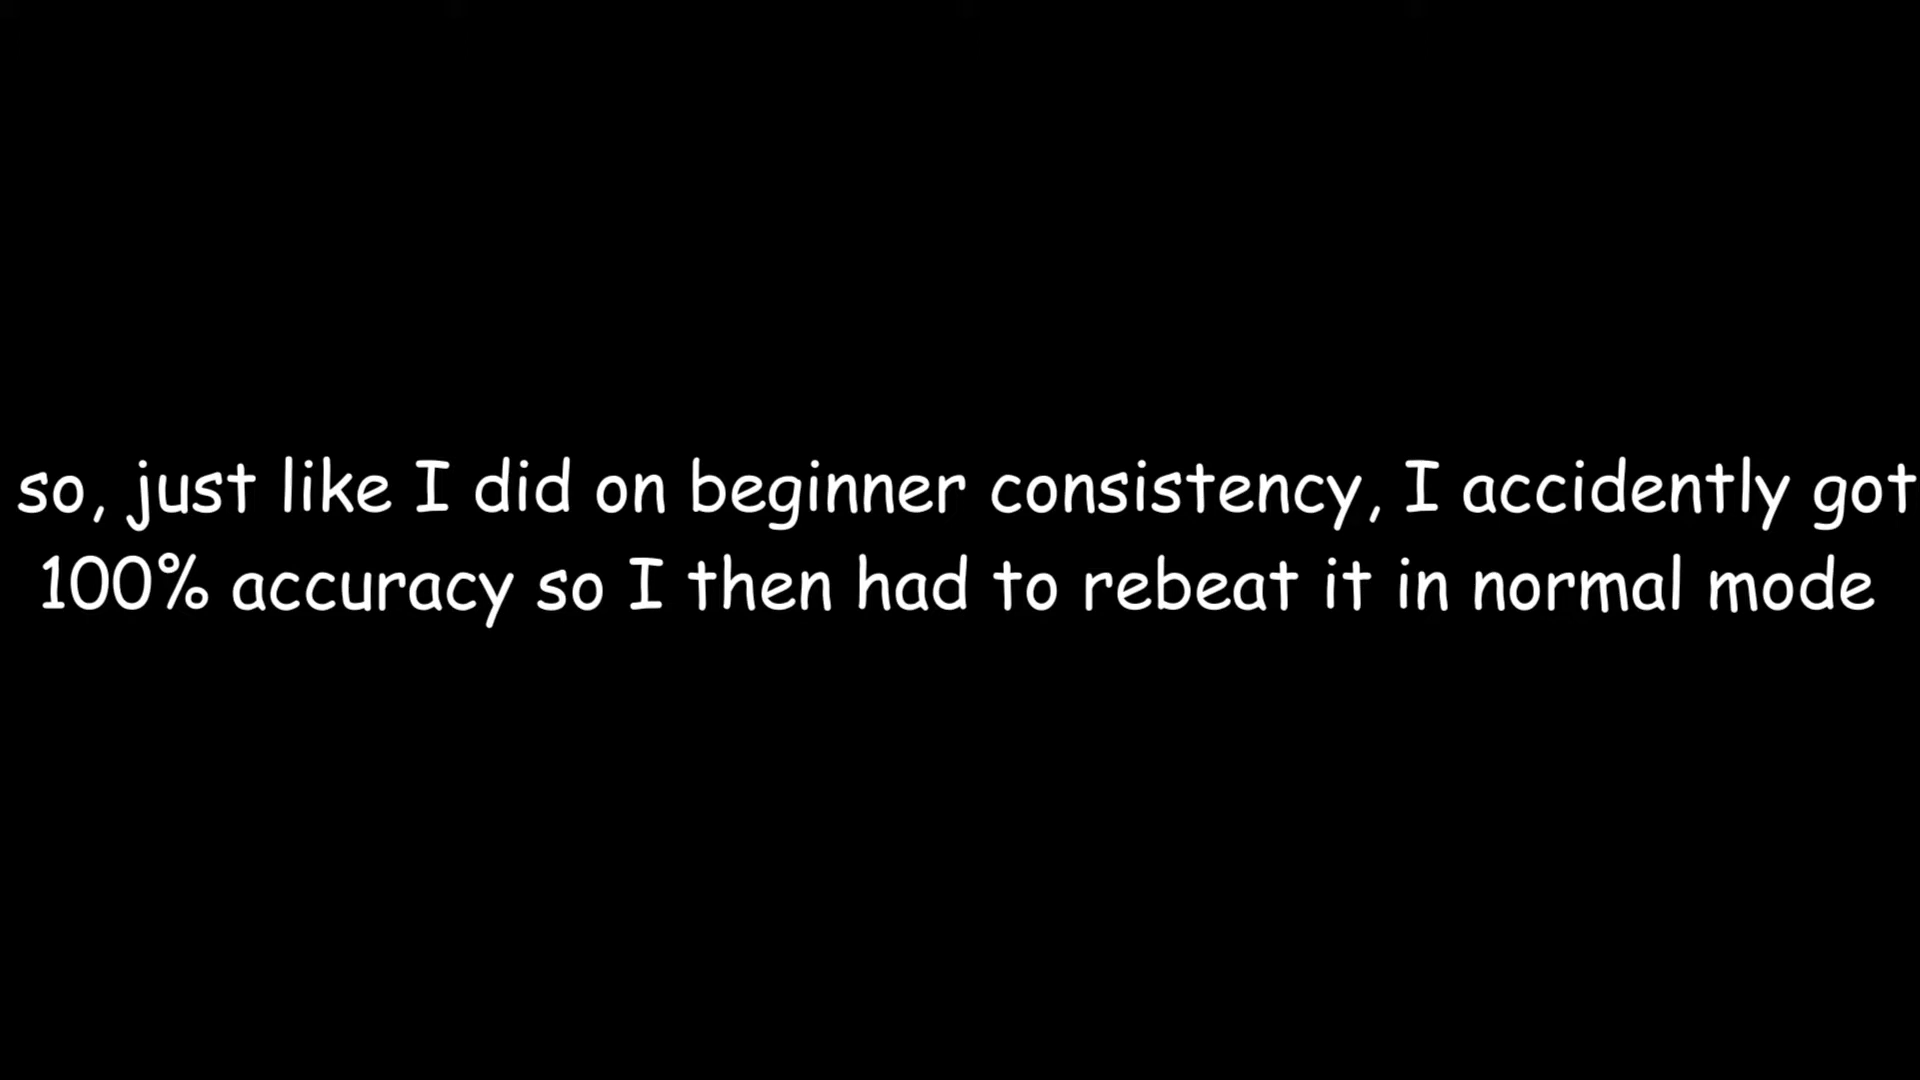 so, just like I did on beginner consistency, I accidently got
100% accuracy so I then had to rebeat it in normal mode